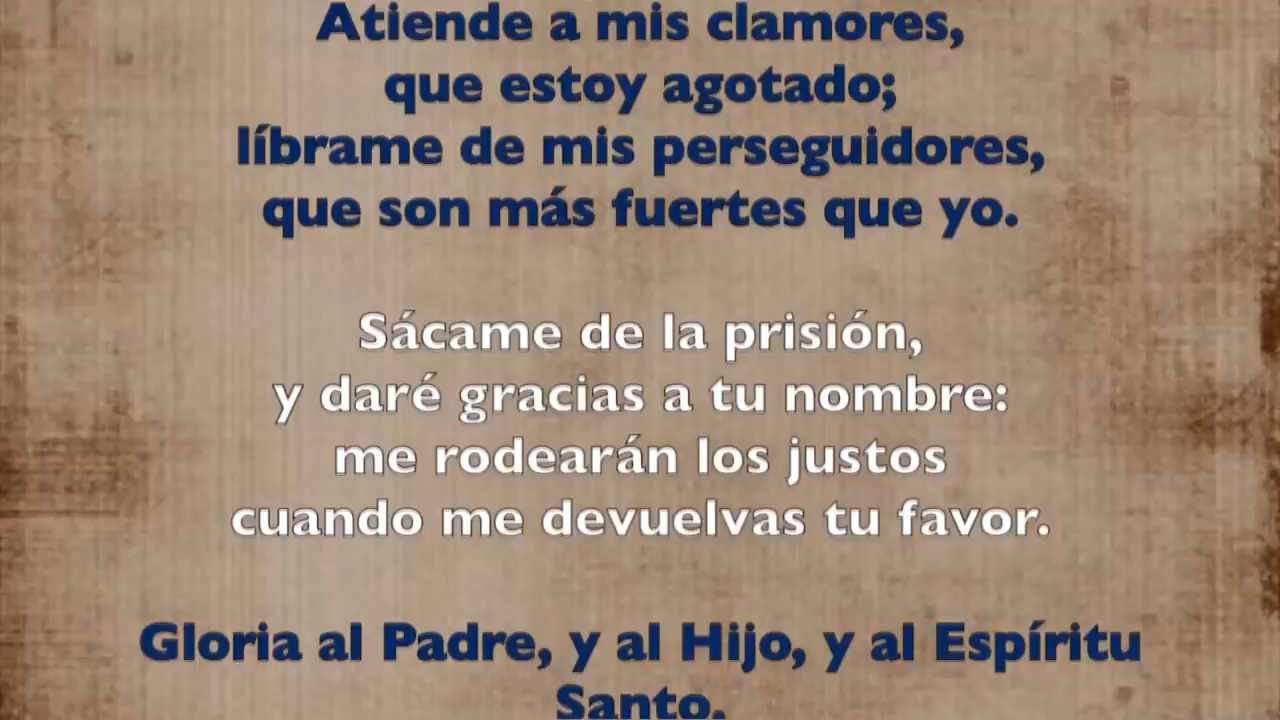 Atiende a mis clamores,
que estoy agotado;
líbrame de mis perseguidores,
que son más fuertes que yo.
Sácame de la prisión,
y daré gracias a tu nombre:
me rodearán los justos
cuando me devuelvas tu favor.
Gloria al Padre, y al Hijo, y al Espíritu
Santo.